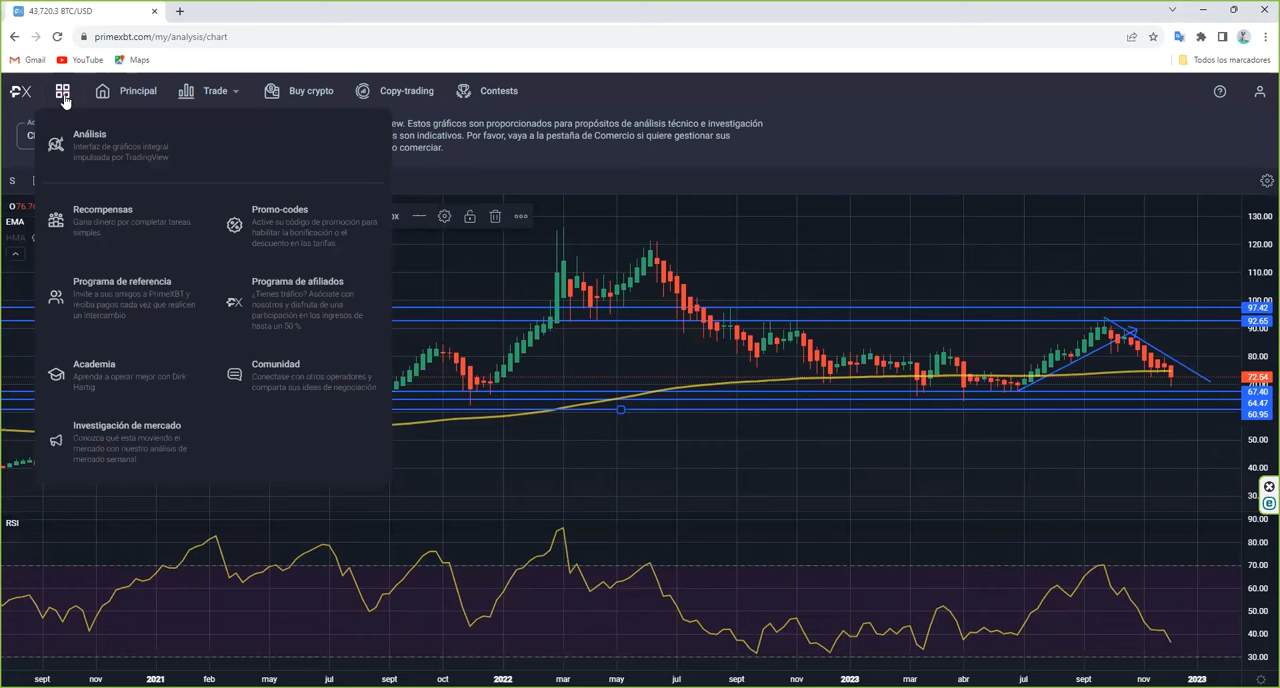 43,720.3 BTC/USD
primexbt.com/my/analysis/chart
Gmail
YouTube
Maps
Todos los marcadores
PX
Principal
Trade
Buy crypto
Copy-trading
Contests
ew. Estos gráficos son proporcionados para propósitos de análisis técnico e investigación
s son indicativos. Por favor, vaya a la pestaña de Comercio si quiere gestionar sus
o comerciar.
Análisis
Interfaz de gráficos integral
impulsada por TradingView
Recompensas
Gana dinero por completar tareas
simples.
Promo-codes
Active su código de promoción para
habilitar la bonificación o el
descuento en las tarifas.
Programa de referencia
Invite a sus amigos a PrimeXBT y
reciba pagos cada vez que realicen
un intercambio
Programa de afiliados
¿Tienes tráfico? Asóciate con
nosotros y disfruta de una
participación en los ingresos de
hasta un 50 %
Academia
Aprenda a operar mejor con Dirk
Hartig
Comunidad
Conéctase con otros operadores y
comparta sus ideas de negociación
Investigación de mercado
Conozca qué está moviendo el
mercado con nuestro análisis de
mercado semanal
S
O76.76
EMA
HMA
px
130.00
120.00
110.00
100.00
97.42
92.65
90.00
80.00
72.54
70.00
67.40
64.47
60.95
50.00
40.00
30.
RSI
90.00
80.00
70.00
60.00
50.00
40.00
30.00
sept
nov
2021
feb
may
jul
sept
oct
2022
mar
may
jul
sept
nov
2023
mar
abr
jul
sept
nov
2023